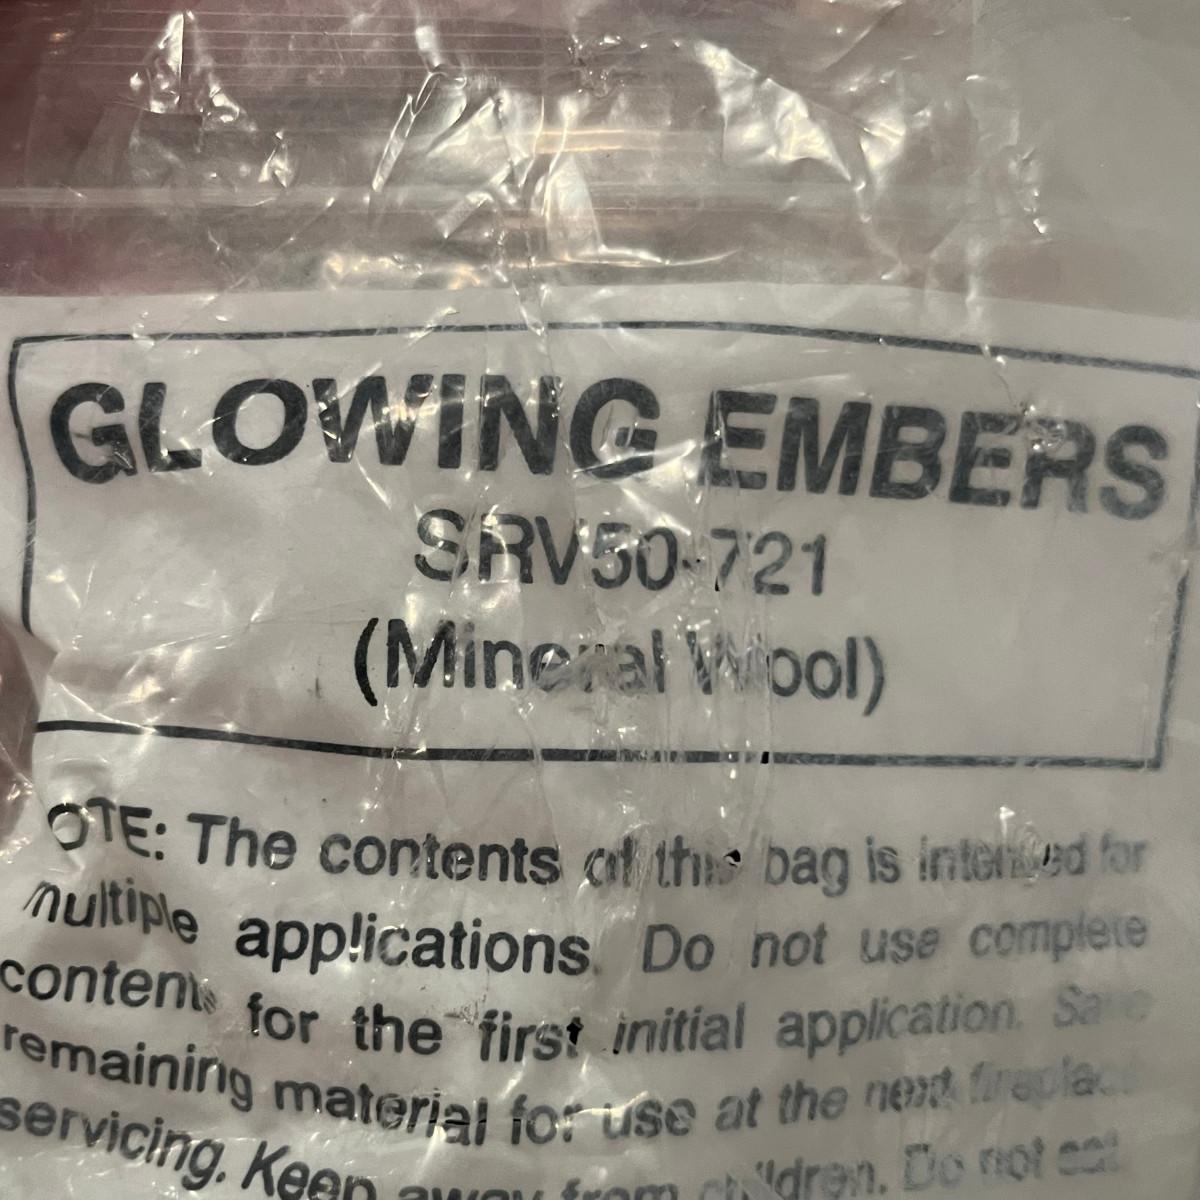 GLOWING EMBERS
SRV50-721
(Mineral Wool)
OTE: The contents of this bag is intended for
multiple applications. Do not use complete
contents for the first initial application. Save
remaining material for use at the next fireplace
servicing. Keep away from children. Do not eat.